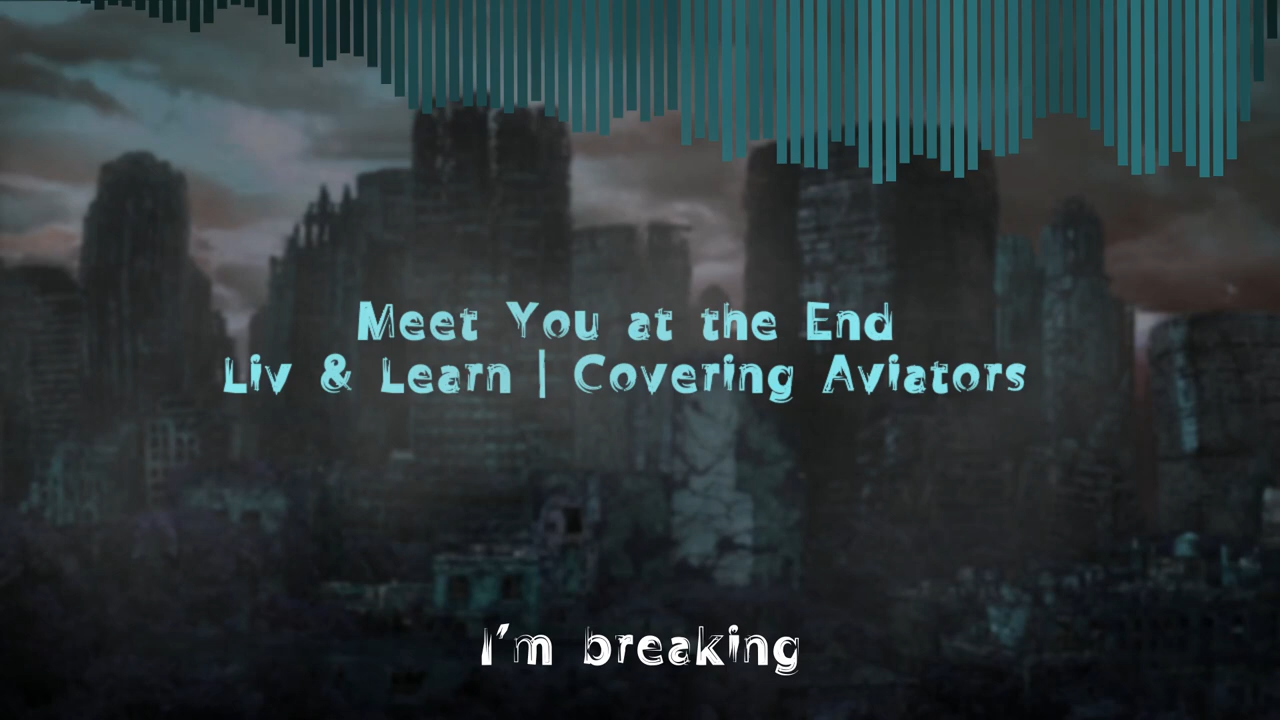 Meet You at the End
Liv & Learn | Covering Aviators
I'm breaking